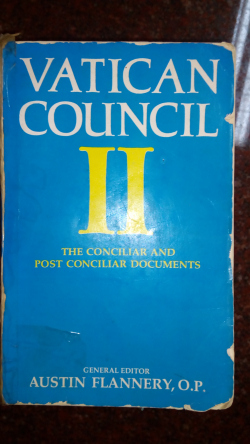 VATICAN
COUNCIL
II
THE CONCILIAR AND
POST CONCILIAR DOCUMENTS
GENERAL EDITOR
AUSTIN FLANNERY, O.P.